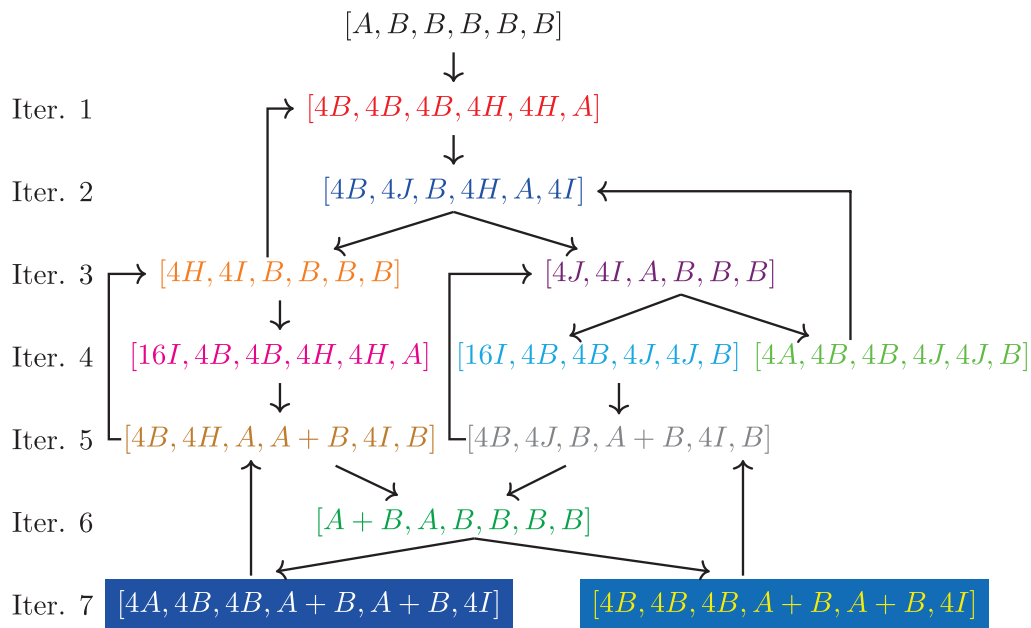 [A, B, B, B, B, B]
Iter. 1 [4B, 4B, 4B, 4H, 4H, A]
Iter. 2 [4B, 4J, B, 4H, A, 4I]
Iter. 3 [4H, 4I, B, B, B, B] [4J, 4I, A, B, B, B]
Iter. 4 [16I, 4B, 4B, 4H, 4H, A] [16I, 4B, 4B, 4J, 4J, B] [4A, 4B, 4B, 4J, 4J, B]
Iter. 5 [4B, 4H, A, A + B, 4I, B] [4B, 4J, B, A + B, 4I, B]
Iter. 6 [A + B, A, B, B, B, B]
Iter. 7 [4A, 4B, 4B, A + B, A + B, 4I] [4B, 4B, 4B, A + B, A + B, 4I]